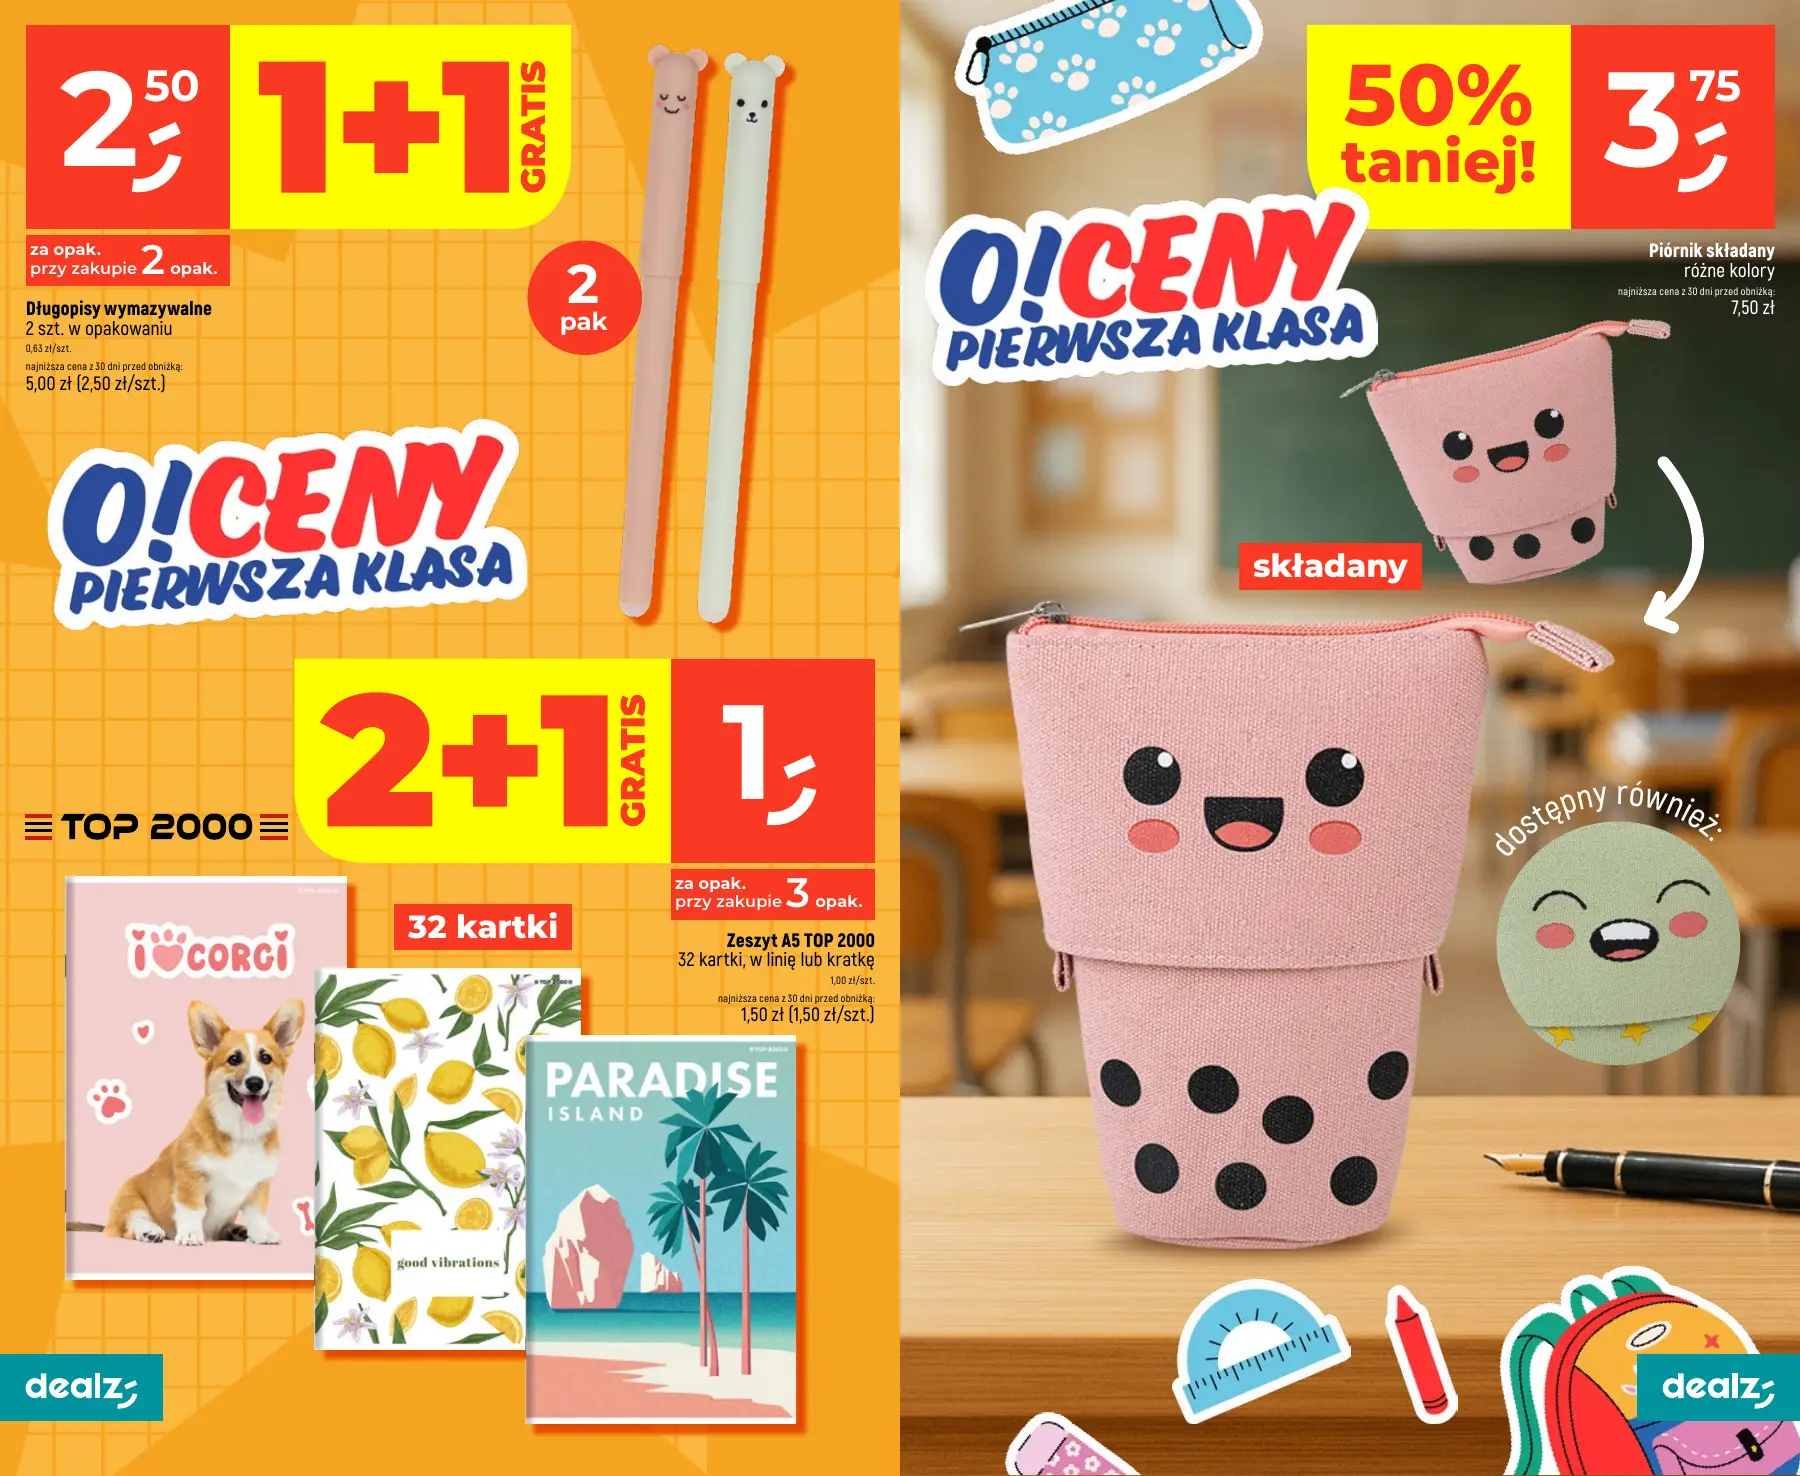 2,- 50
1+1 GRATIS
za opak.
przy zakupie 2 opak.
Długopisy wymazywalne
2 szt. w opakowaniu
0,63 zł/szt.
najniższa cena z 30 dni przed obniżką:
5,00 zł (2,50 zł/szt.)
2
pak
O!CENY
PIERWSZA KLASA
2+1 GRATIS
1,-
za opak.
przy zakupie 3 opak.
Zeszyt A5 TOP 2000
32 kartki, w linię lub kratkę
1,00 zł/szt.
najniższa cena z 30 dni przed obniżką:
1,50 zł (1,50 zł/szt.)
TOP 2000
32 kartki
I CORGI
TOP 2000
good vibrations
TOP 2000
PARADISE
ISLAND
dealz
50%
taniej!
3,- 75
Piórnik składany
różne kolory
najniższa cena z 30 dni przed obniżką:
7,50 zł
O!CENY
PIERWSZA KLASA
składany
dostępny również:
dealz